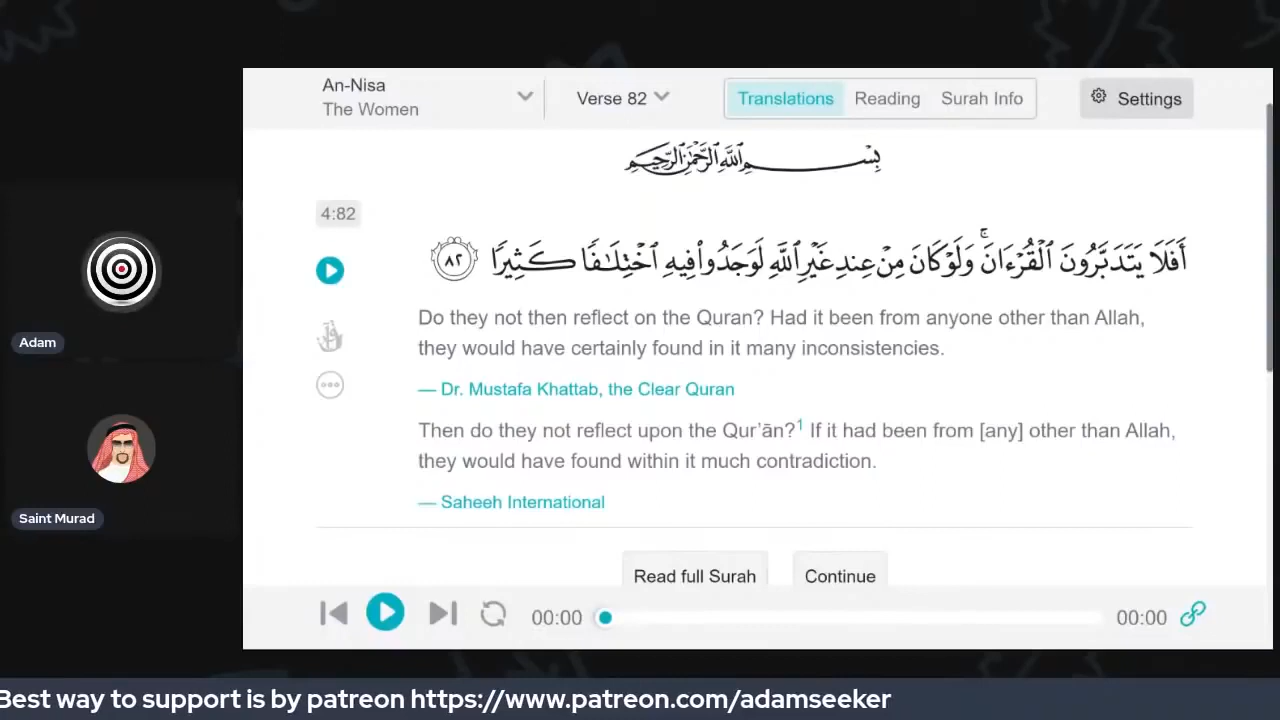 An-Nisa
The Women
Verse 82
Translations Reading Surah Info
Settings
بِسْمِ ٱللَّهِ ٱلرَّحْمَٰنِ ٱلرَّحِيمِ
4:82
أَفَلَا يَتَدَبَّرُونَ ٱلْقُرْءَانَ ۚ وَلَوْ كَانَ مِنْ عِندِ غَيْرِ ٱللَّهِ لَوَجَدُوا۟ فِيهِ ٱخْتِلَـٰفًا كَثِيرًا ٨٢
Do they not then reflect on the Quran? Had it been from anyone other than Allah,
they would have certainly found in it many inconsistencies.
— Dr. Mustafa Khattab, the Clear Quran
Then do they not reflect upon the Qur’ān?1 If it had been from [any] other than Allah,
they would have found within it much contradiction.
— Saheeh International
Read full Surah Continue
00:00 00:00
Adam
Saint Murad
Best way to support is by patreon https://www.patreon.com/adamseeker